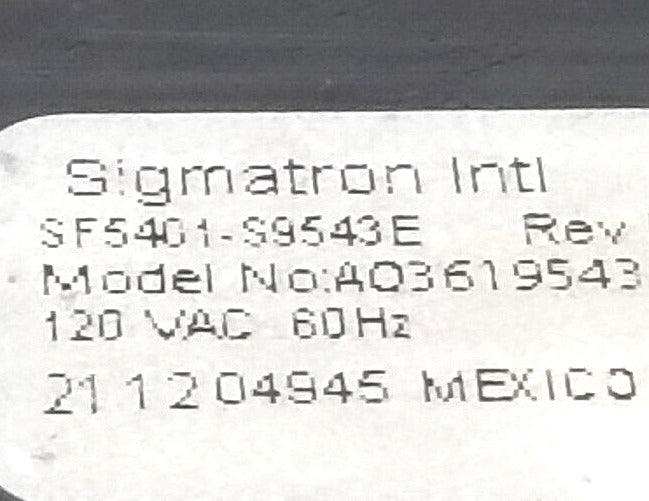 Sigmatron Intl
SF5401-S9543E Rev
Model No:A03619543
120 VAC 60Hz
211204945 MEXICO